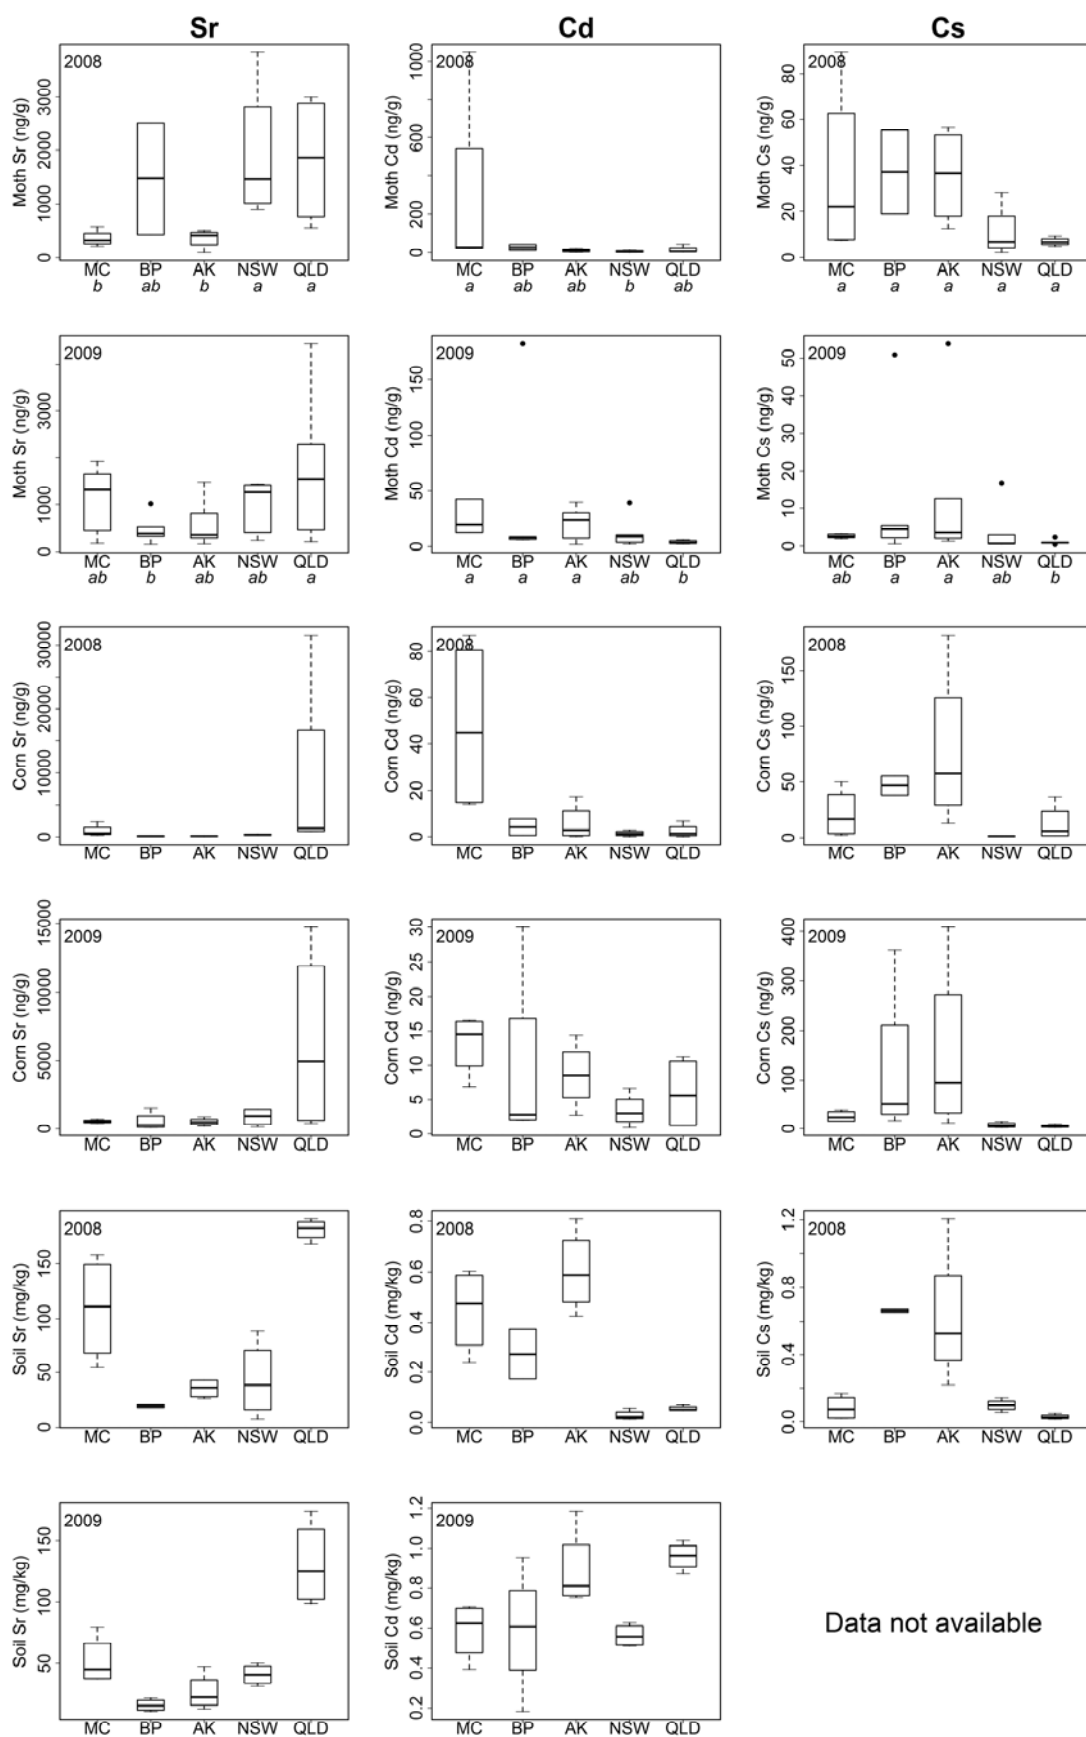 Sr Cd Cs
2008 2008 2008
Moth Sr (ng/g) 0 1000 2000 3000
Moth Cd (ng/g) 0 200 600 1000
Moth Cs (ng/g) 0 20 40 60 80
MC BP AK NSW QLD MC BP AK NSW QLD MC BP AK NSW QLD
b ab b a a a ab ab b ab a a a a a
2009 2009 2009
Moth Sr (ng/g) 0 1000 3000
Moth Cd (ng/g) 0 50 100 150
Moth Cs (ng/g) 0 10 20 30 40 50
MC BP AK NSW QLD MC BP AK NSW QLD MC BP AK NSW QLD
ab b ab ab a a a a ab b ab a a ab b
2008 2008 2008
Corn Sr (ng/g) 0 10000 20000 30000
Corn Cd (ng/g) 0 20 40 60 80
Corn Cs (ng/g) 0 50 100 150
MC BP AK NSW QLD MC BP AK NSW QLD MC BP AK NSW QLD
2009 2009 2009
Corn Sr (ng/g) 0 5000 10000 15000
Corn Cd (ng/g) 0 5 10 15 20 25 30
Corn Cs (ng/g) 0 100 200 300 400
MC BP AK NSW QLD MC BP AK NSW QLD MC BP AK NSW QLD
2008 2008 2008
Soil Sr (mg/kg) 0 50 100 150
Soil Cd (mg/kg) 0.0 0.2 0.4 0.6 0.8
Soil Cs (mg/kg) 0.0 0.4 0.8 1.2
MC BP AK NSW QLD MC BP AK NSW QLD MC BP AK NSW QLD
2009 2009
Soil Sr (mg/kg) 50 100 150
Soil Cd (mg/kg) 0.2 0.4 0.6 0.8 1.0 1.2
Data not available
MC BP AK NSW QLD MC BP AK NSW QLD